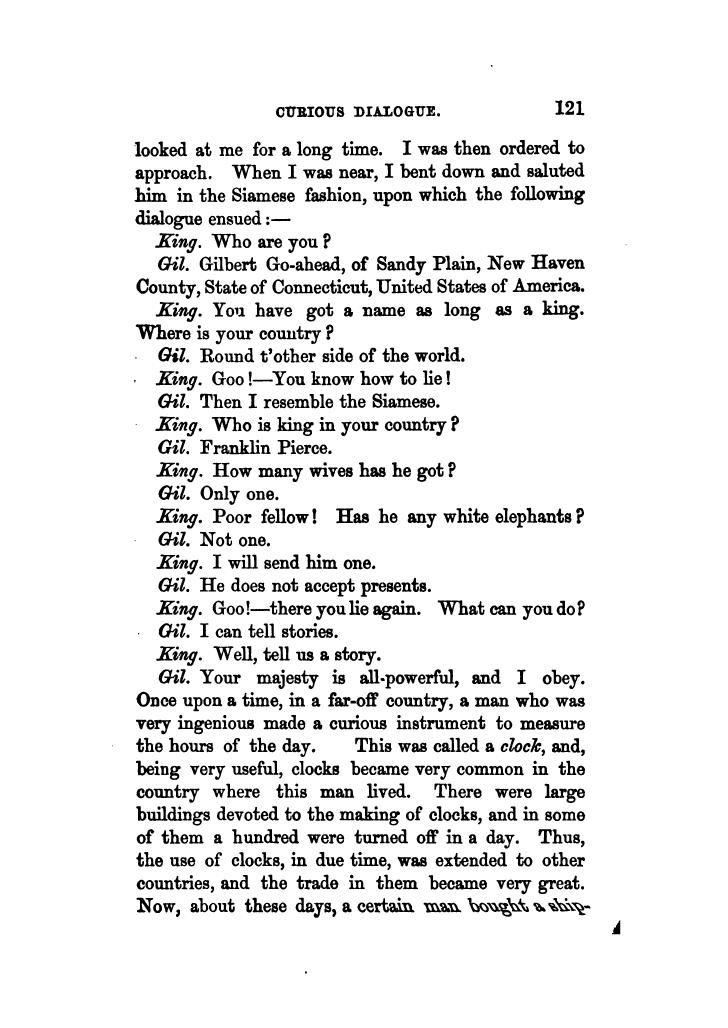 CURIOUS DIALOGUE. 121
looked at me for a long time. I was then ordered to
approach. When I was near, I bent down and saluted
him in the Siamese fashion, upon which the following
dialogue ensued :—
King. Who are you ?
Gil. Gilbert Go-ahead, of Sandy Plain, New Haven
County, State of Connecticut, United States of America.
King. You have got a name as long as a king.
Where is your country ?
Gil. Round t'other side of the world.
King. Goo !—You know how to lie !
Gil. Then I resemble the Siamese.
King. Who is king in your country ?
Gil. Franklin Pierce.
King. How many wives has he got ?
Gil. Only one.
King. Poor fellow! Has he any white elephants ?
Gil. Not one.
King. I will send him one.
Gil. He does not accept presents.
King. Goo!—there you lie again. What can you do?
Gil. I can tell stories.
King. Well, tell us a story.
Gil. Your majesty is all-powerful, and I obey.
Once upon a time, in a far-off country, a man who was
very ingenious made a curious instrument to measure
the hours of the day. This was called a clock, and,
being very useful, clocks became very common in the
country where this man lived. There were large
buildings devoted to the making of clocks, and in some
of them a hundred were turned off in a day. Thus,
the use of clocks, in due time, was extended to other
countries, and the trade in them became very great.
Now, about these days, a certain man bought a ship-